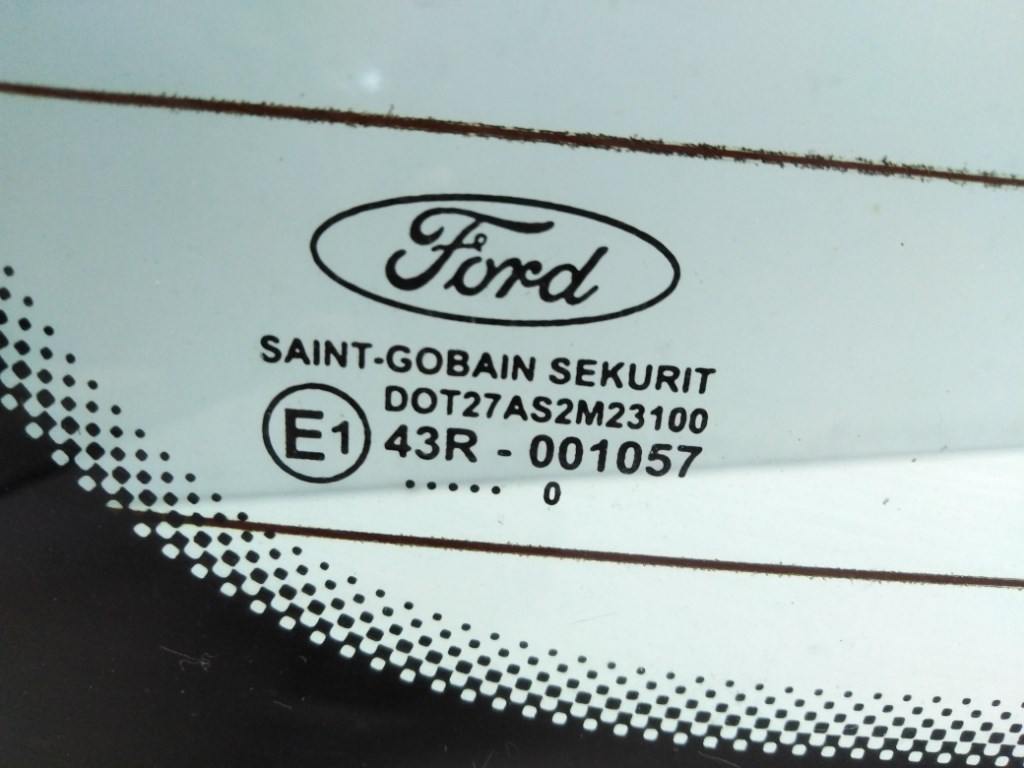 Ford
SAINT-GOBAIN SEKURIT
DOT27AS2M23100
E1 43R - 001057
..... 0